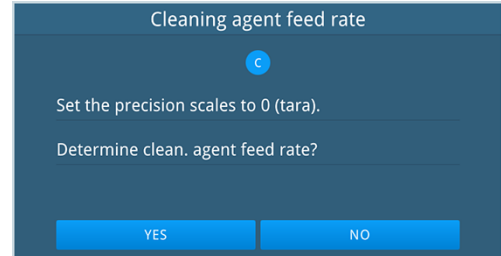 Cleaning agent feed rate
C
Set the precision scales to 0 (tara).
Determine clean. agent feed rate?
YES NO